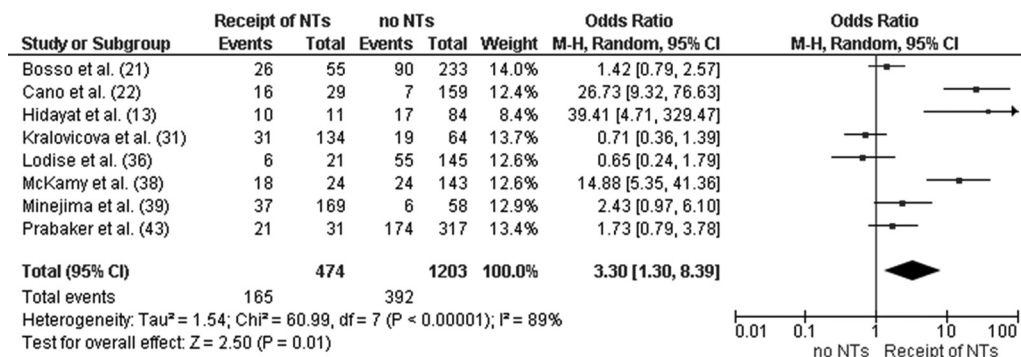 Receipt of NTs no NTs Odds Ratio Odds Ratio
Study or Subgroup Events Total Events Total Weight M-H, Random, 95% CI M-H, Random, 95% CI
Bosso et al. (21) 26 55 90 233 14.0% 1.42 [0.79, 2.57]
Cano et al. (22) 16 29 7 159 12.4% 26.73 [9.32, 76.63]
Hidayat et al. (13) 10 11 17 84 8.4% 39.41 [4.71, 329.47]
Kralovicova et al. (31) 31 134 19 64 13.7% 0.71 [0.36, 1.39]
Lodise et al. (36) 6 21 55 145 12.6% 0.65 [0.24, 1.79]
McKamy et al. (38) 18 24 24 143 12.6% 14.88 [5.35, 41.36]
Minejima et al. (39) 37 169 6 58 12.9% 2.43 [0.97, 6.10]
Prabaker et al. (43) 21 31 174 317 13.4% 1.73 [0.79, 3.78]
Total (95% CI) 474 1203 100.0% 3.30 [1.30, 8.39]
Total events 165 392
Heterogeneity: Tau² = 1.54; Chi² = 60.99, df = 7 (P < 0.00001); I² = 89%
Test for overall effect: Z = 2.50 (P = 0.01)
0.01 0.1 1 10 100
no NTs Receipt of NTs